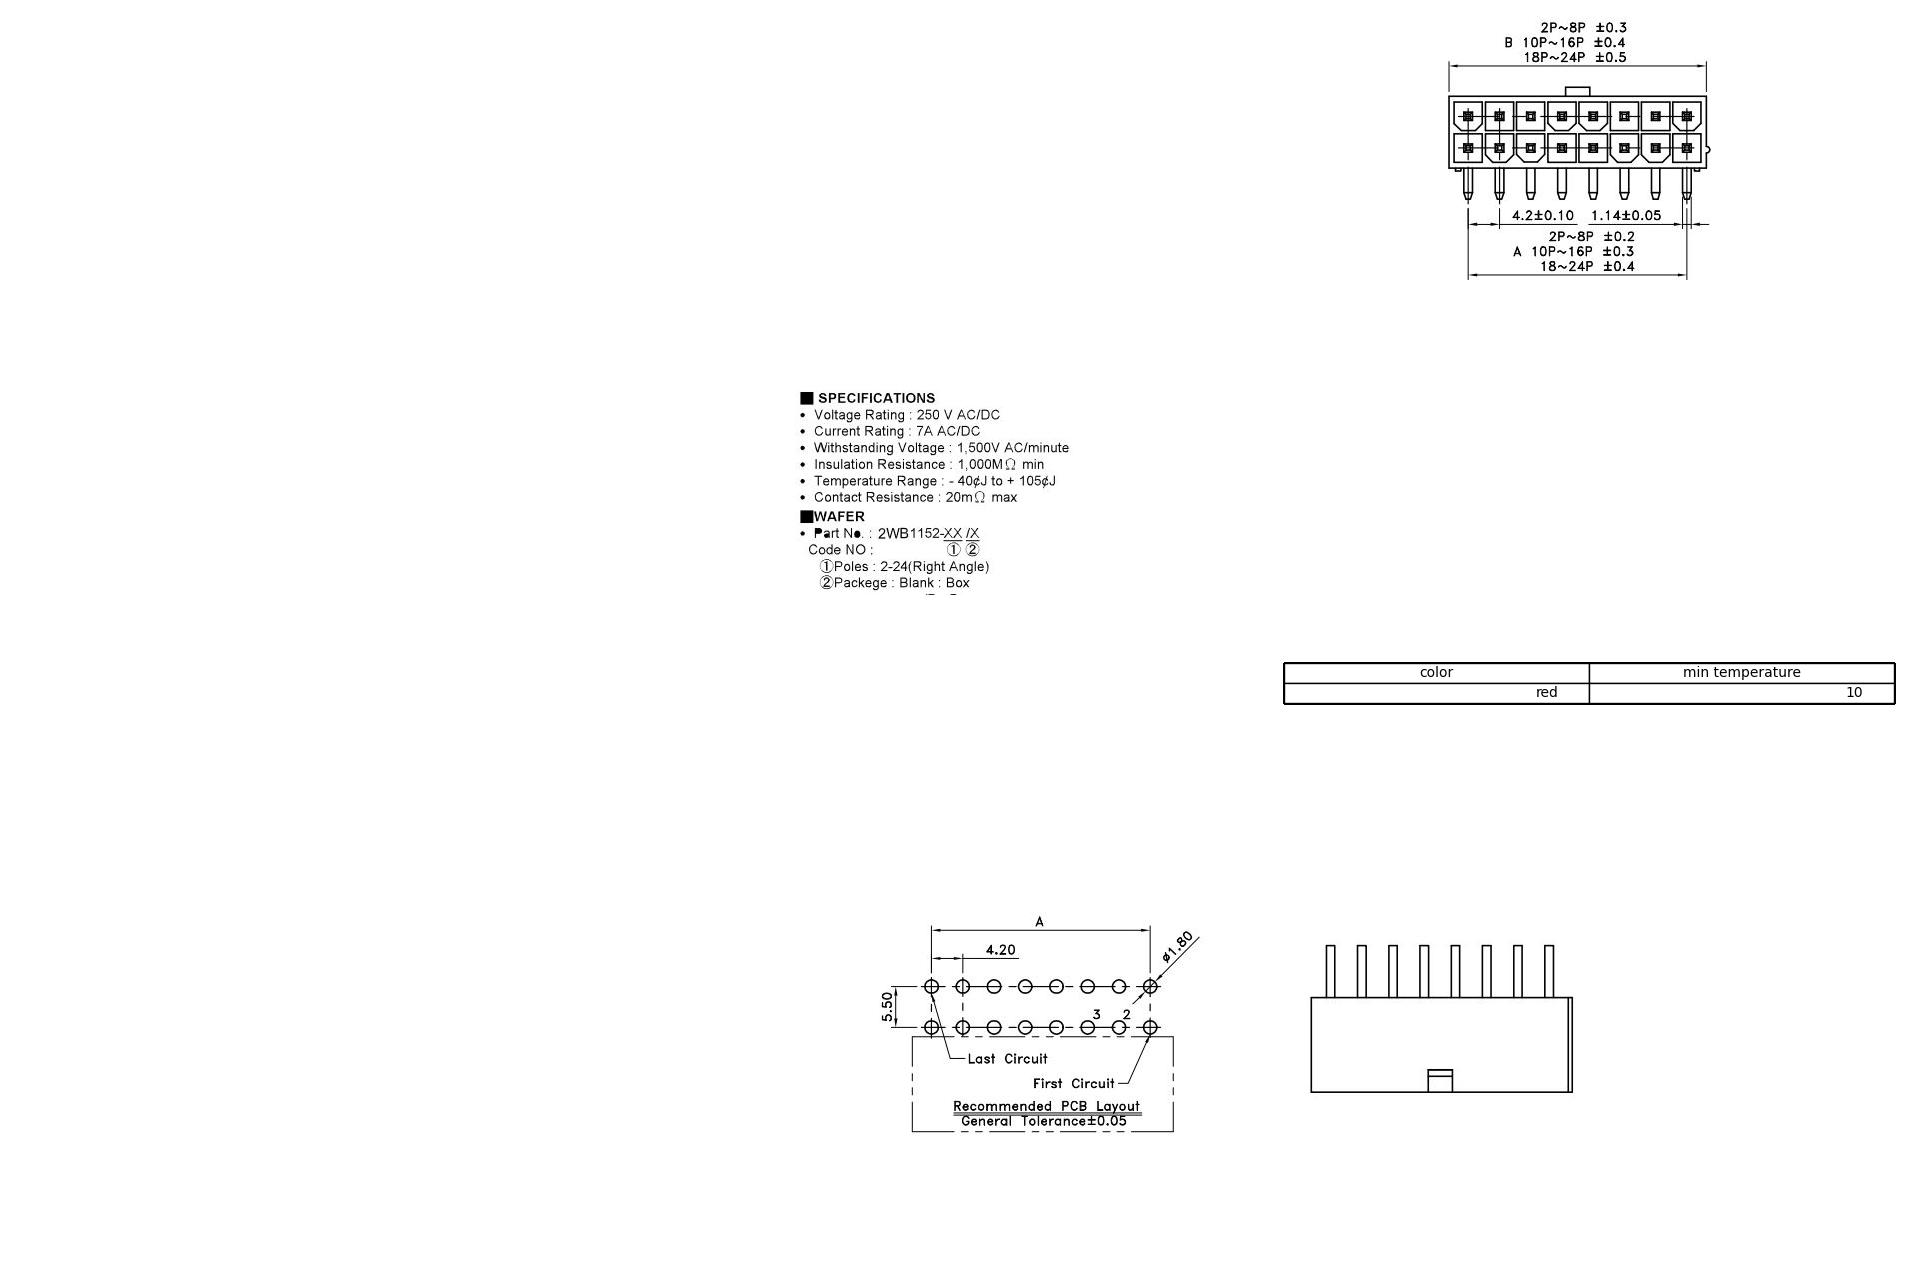 2P~8P ±0.3
B 10P~16P ±0.4
18P~24P ±0.5
4.2±0.10 1.14±0.05
2P~8P ±0.2
A 10P~16P ±0.3
18~24P ±0.4
■ SPECIFICATIONS
• Voltage Rating : 250 V AC/DC
• Current Rating : 7A AC/DC
• Withstanding Voltage : 1,500V AC/minute
• Insulation Resistance : 1,000MΩ min
• Temperature Range : - 40¢J to + 105¢J
• Contact Resistance : 20mΩ max
■WAFER
• Part No. : 2WB1152-XX /X
Code NO : ① ②
①Poles : 2-24(Right Angle)
②Packege : Blank : Box
color min temperature
red 10
A
4.20
ø1.80
5.50
3 2
Last Circuit
First Circuit
Recommended PCB Layout
General Tolerance±0.05